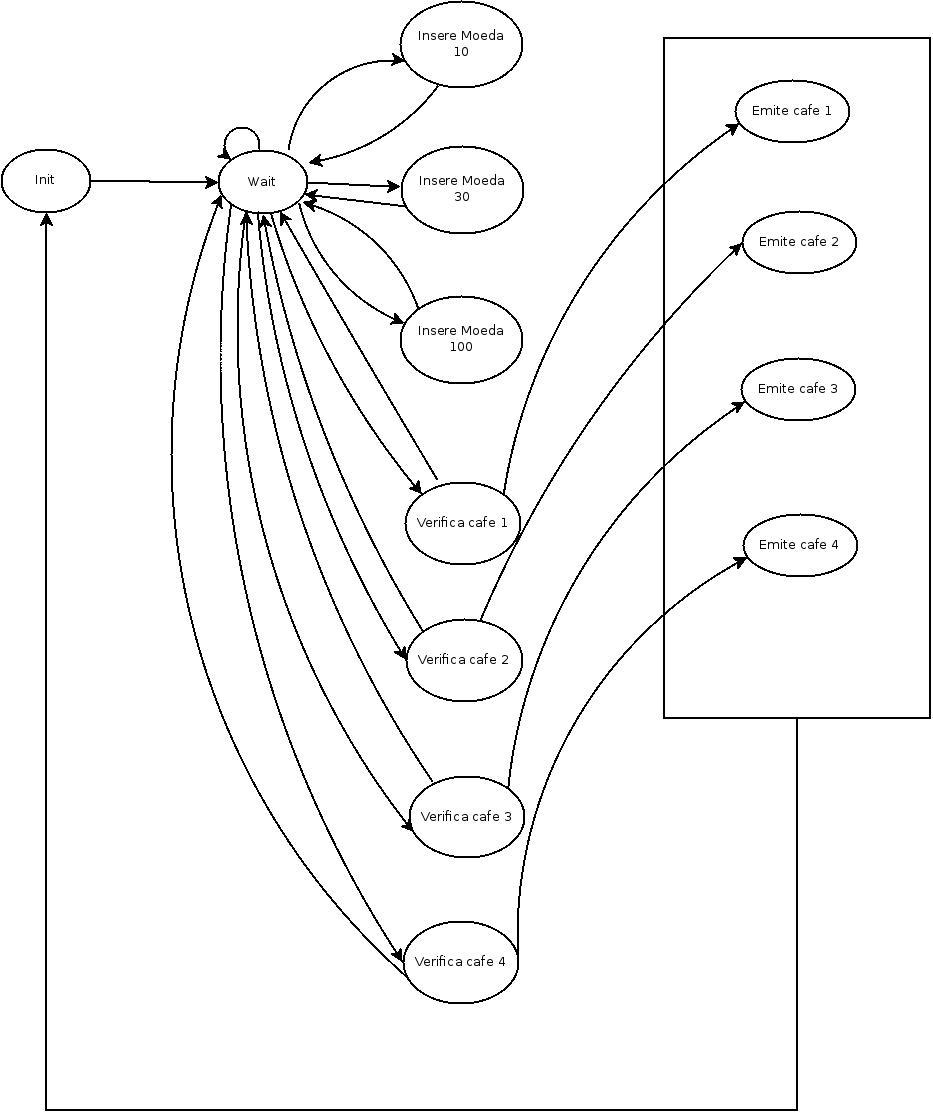 Insere Moeda
10
Emite cafe 1
Init
Wait
Insere Moeda
30
Emite cafe 2
Insere Moeda
100
Emite cafe 3
Verifica cafe 1
Emite cafe 4
Verifica cafe 2
Verifica cafe 3
Verifica cafe 4